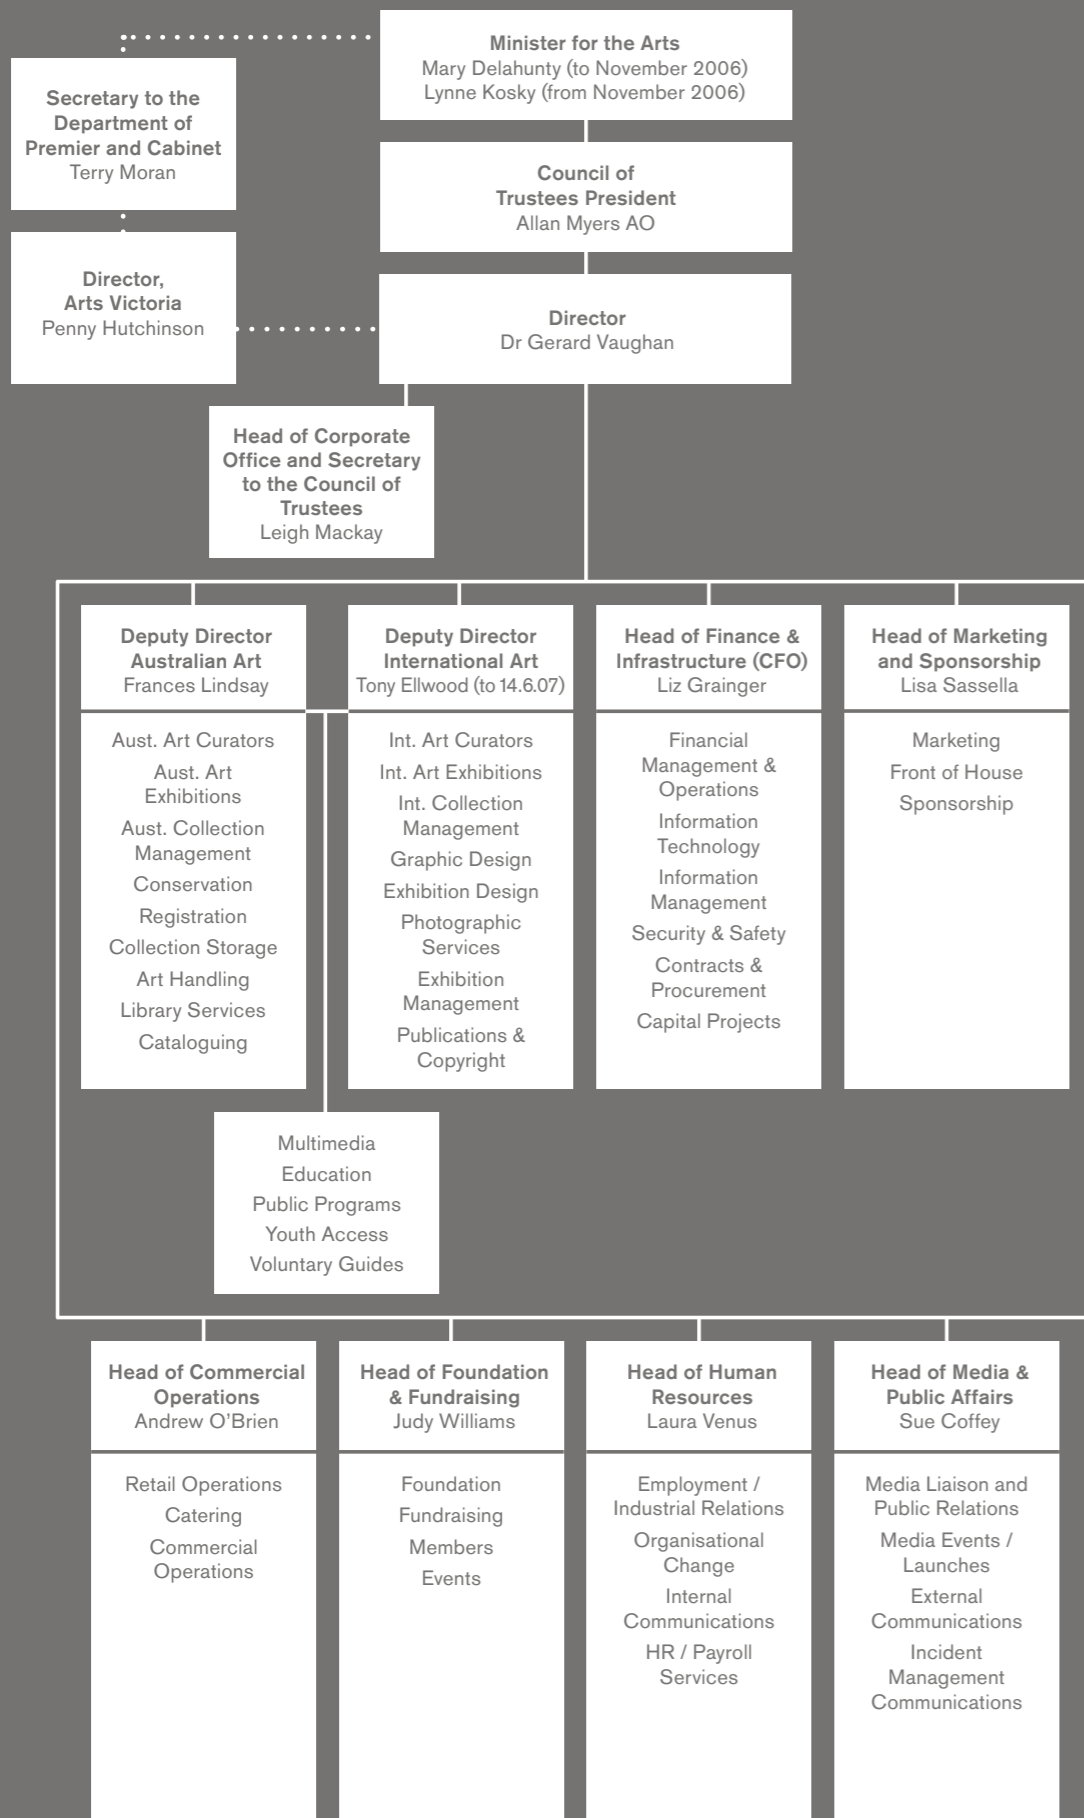 Minister for the Arts
Mary Delahunty (to November 2006)
Lynne Kosky (from November 2006)
Secretary to the
Department of
Premier and Cabinet
Terry Moran
Council of
Trustees President
Allan Myers AO
Director,
Arts Victoria
Penny Hutchinson
Director
Dr Gerard Vaughan
Head of Corporate
Office and Secretary
to the Council of
Trustees
Leigh Mackay
Deputy Director
Australian Art
Frances Lindsay
Aust. Art Curators
Aust. Art
Exhibitions
Aust. Collection
Management
Conservation
Registration
Collection Storage
Art Handling
Library Services
Cataloguing
Deputy Director
International Art
Tony Ellwood (to 14.6.07)
Int. Art Curators
Int. Art Exhibitions
Int. Collection
Management
Graphic Design
Exhibition Design
Photographic
Services
Exhibition
Management
Publications &
Copyright
Head of Finance &
Infrastructure (CFO)
Liz Grainger
Financial
Management &
Operations
Information
Technology
Information
Management
Security & Safety
Contracts &
Procurement
Capital Projects
Head of Marketing
and Sponsorship
Lisa Sassella
Marketing
Front of House
Sponsorship
Multimedia
Education
Public Programs
Youth Access
Voluntary Guides
Head of Commercial
Operations
Andrew O’Brien
Retail Operations
Catering
Commercial
Operations
Head of Foundation
& Fundraising
Judy Williams
Foundation
Fundraising
Members
Events
Head of Human
Resources
Laura Venus
Employment /
Industrial Relations
Organisational
Change
Internal
Communications
HR / Payroll
Services
Head of Media &
Public Affairs
Sue Coffey
Media Liaison and
Public Relations
Media Events /
Launches
External
Communications
Incident
Management
Communications